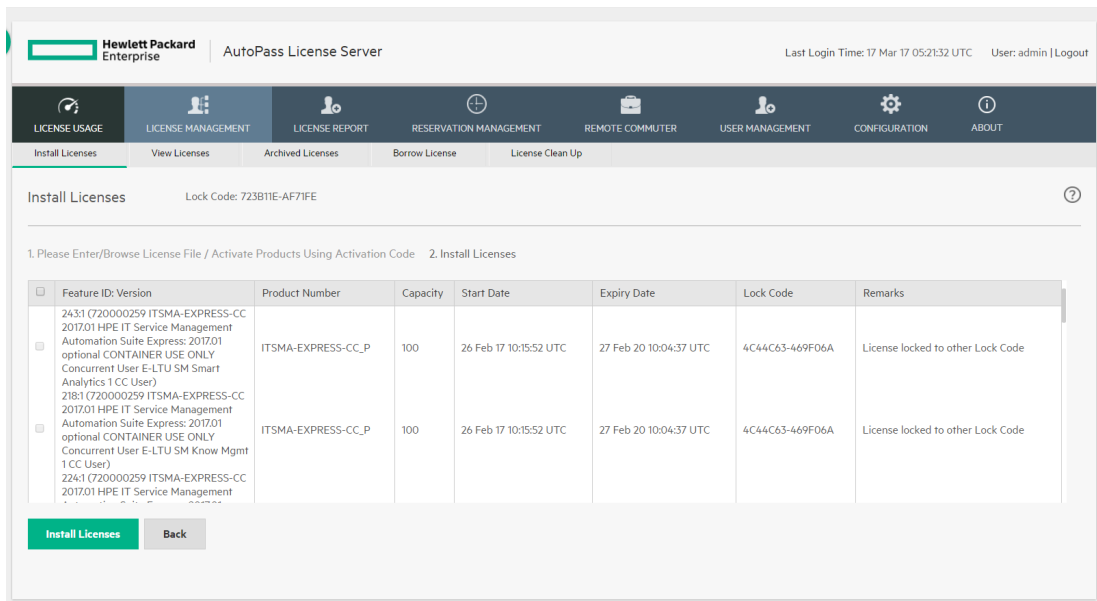 Hewlett Packard
Enterprise
AutoPass License Server
Last Login Time: 17 Mar 17 05:21:32 UTC User: admin | Logout
LICENSE USAGE LICENSE MANAGEMENT LICENSE REPORT RESERVATION MANAGEMENT REMOTE COMMUTER USER MANAGEMENT CONFIGURATION ABOUT
Install Licenses View Licenses Archived Licenses Borrow License License Clean Up
Install Licenses Lock Code: 723B11E-AF71FE
1. Please Enter/Browse License File / Activate Products Using Activation Code 2. Install Licenses
Feature ID: Version Product Number Capacity Start Date Expiry Date Lock Code Remarks
243:1 (720000259 ITSMA-EXPRESS-CC
2017.01 HPE IT Service Management
Automation Suite Express: 2017.01
optional CONTAINER USE ONLY
Concurrent User E-LTU SM Smart
Analytics 1 CC User)
ITSMA-EXPRESS-CC_P 100 26 Feb 17 10:15:52 UTC 27 Feb 20 10:04:37 UTC 4C44C63-469F06A License locked to other Lock Code
218:1 (720000259 ITSMA-EXPRESS-CC
2017.01 HPE IT Service Management
Automation Suite Express: 2017.01
optional CONTAINER USE ONLY
Concurrent User E-LTU SM Know Mgmt
1 CC User)
ITSMA-EXPRESS-CC_P 100 26 Feb 17 10:15:52 UTC 27 Feb 20 10:04:37 UTC 4C44C63-469F06A License locked to other Lock Code
224:1 (720000259 ITSMA-EXPRESS-CC
2017.01 HPE IT Service Management
Install Licenses Back